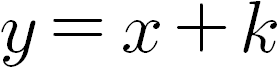 y = x + k